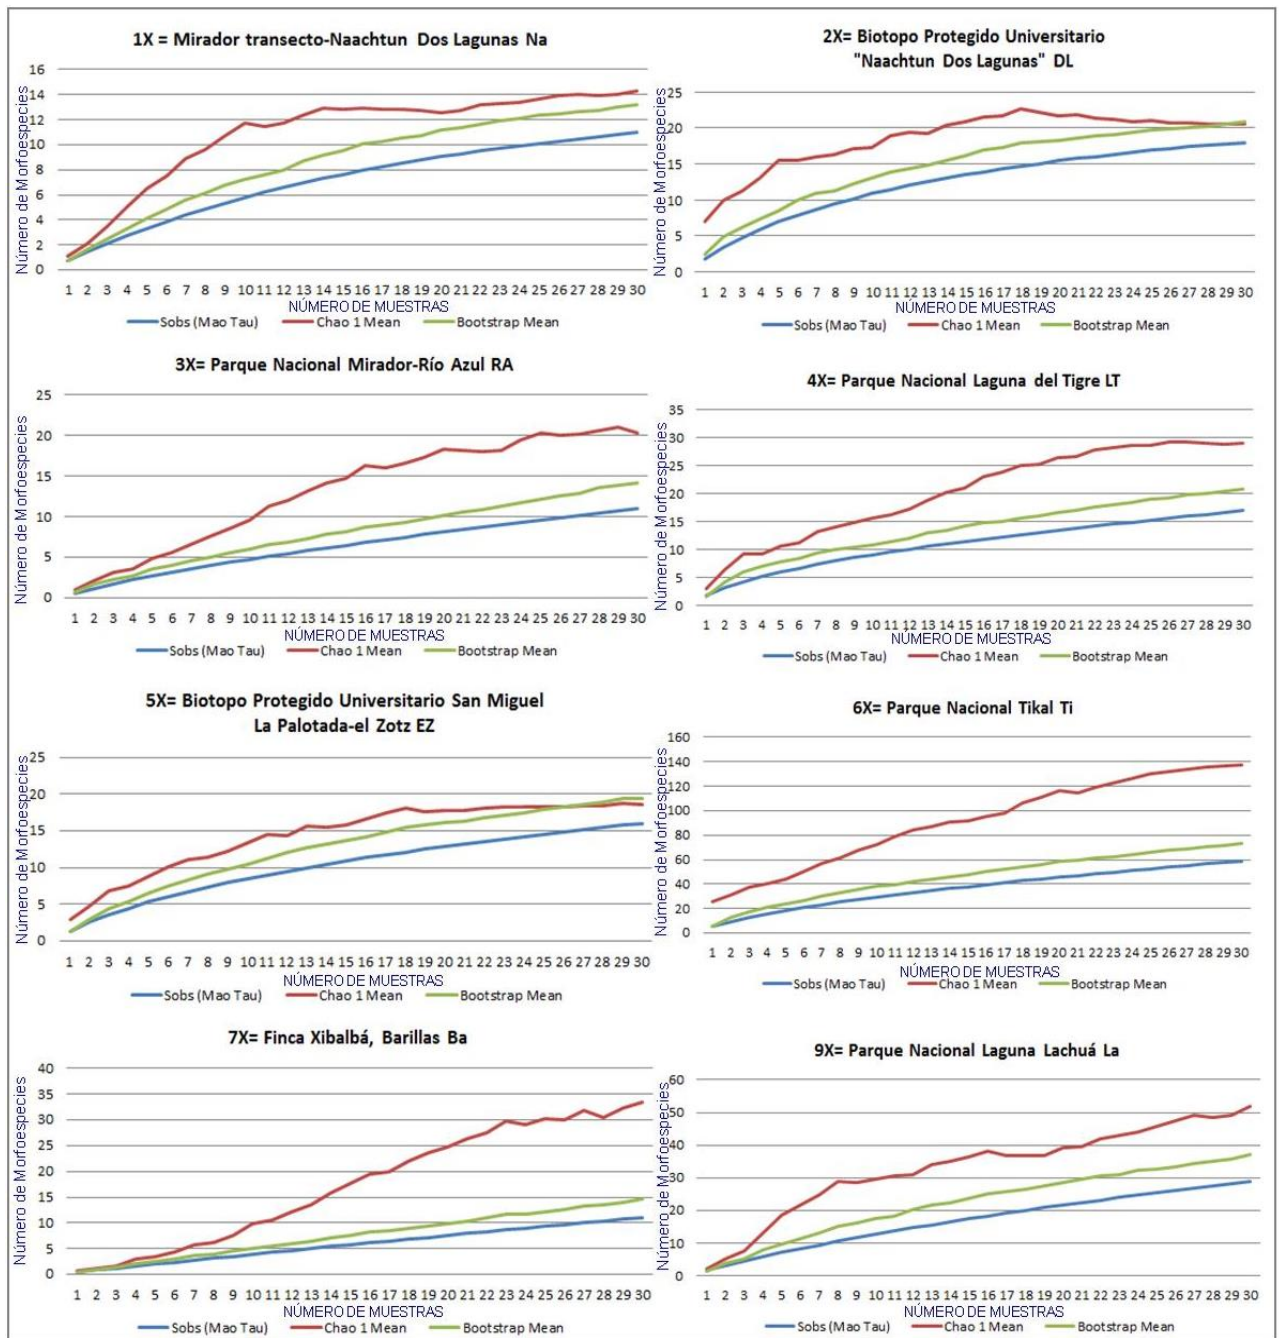 1X = Mirador transecto-Naachtun Dos Lagunas Na
Número de Morfoespecies
16
14
12
10
8
6
4
2
0
1 2 3 4 5 6 7 8 9 10 11 12 13 14 15 16 17 18 19 20 21 22 23 24 25 26 27 28 29 30
NÚMERO DE MUESTRAS
Sobs (Mao Tau) Chao 1 Mean Bootstrap Mean
2X= Biotopo Protegido Universitario
"Naachtun Dos Lagunas" DL
Número de Morfoespecies
25
20
15
10
5
0
1 2 3 4 5 6 7 8 9 10 11 12 13 14 15 16 17 18 19 20 21 22 23 24 25 26 27 28 29 30
NÚMERO DE MUESTRAS
Sobs (Mao Tau) Chao 1 Mean Bootstrap Mean
3X= Parque Nacional Mirador-Río Azul RA
Número de Morfoespecies
25
20
15
10
5
0
1 2 3 4 5 6 7 8 9 10 11 12 13 14 15 16 17 18 19 20 21 22 23 24 25 26 27 28 29 30
NÚMERO DE MUESTRAS
Sobs (Mao Tau) Chao 1 Mean Bootstrap Mean
4X= Parque Nacional Laguna del Tigre LT
Número de Morfoespecies
35
30
25
20
15
10
5
0
1 2 3 4 5 6 7 8 9 10 11 12 13 14 15 16 17 18 19 20 21 22 23 24 25 26 27 28 29 30
NÚMERO DE MUESTRAS
Sobs (Mao Tau) Chao 1 Mean Bootstrap Mean
5X= Biotopo Protegido Universitario San Miguel
La Palotada-el Zotz EZ
Número de Morfoespecies
25
20
15
10
5
0
1 2 3 4 5 6 7 8 9 10 11 12 13 14 15 16 17 18 19 20 21 22 23 24 25 26 27 28 29 30
NÚMERO DE MUESTRAS
Sobs (Mao Tau) Chao 1 Mean Bootstrap Mean
6X= Parque Nacional Tikal Ti
Número de Morfoespecies
160
140
120
100
80
60
40
20
0
1 2 3 4 5 6 7 8 9 10 11 12 13 14 15 16 17 18 19 20 21 22 23 24 25 26 27 28 29 30
NÚMERO DE MUESTRAS
Sobs (Mao Tau) Chao 1 Mean Bootstrap Mean
7X= Finca Xibalbá, Barillas Ba
Número de Morfoespecies
40
35
30
25
20
15
10
5
0
1 2 3 4 5 6 7 8 9 10 11 12 13 14 15 16 17 18 19 20 21 22 23 24 25 26 27 28 29 30
NÚMERO DE MUESTRAS
Sobs (Mao Tau) Chao 1 Mean Bootstrap Mean
9X= Parque Nacional Laguna Lachuá La
Número de Morfoespecies
60
50
40
30
20
10
0
1 2 3 4 5 6 7 8 9 10 11 12 13 14 15 16 17 18 19 20 21 22 23 24 25 26 27 28 29 30
NÚMERO DE MUESTRAS
Sobs (Mao Tau) Chao 1 Mean Bootstrap Mean